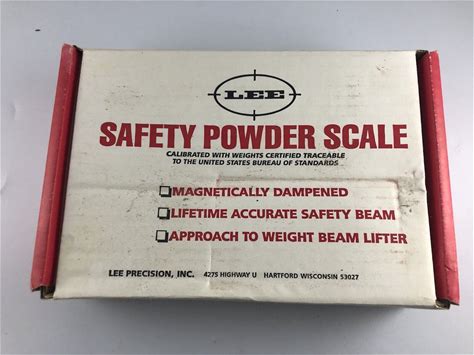 LEE
SAFETY POWDER SCALE
CALIBRATED WITH WEIGHTS CERTIFIED TRACEABLE
TO THE UNITED STATES BUREAU OF STANDARDS
MAGNETICALLY DAMPENED
LIFETIME ACCURATE SAFETY BEAM
APPROACH TO WEIGHT BEAM LIFTER
LEE PRECISION, INC. 4275 HIGHWAY U HARTFORD WISCONSIN 53027